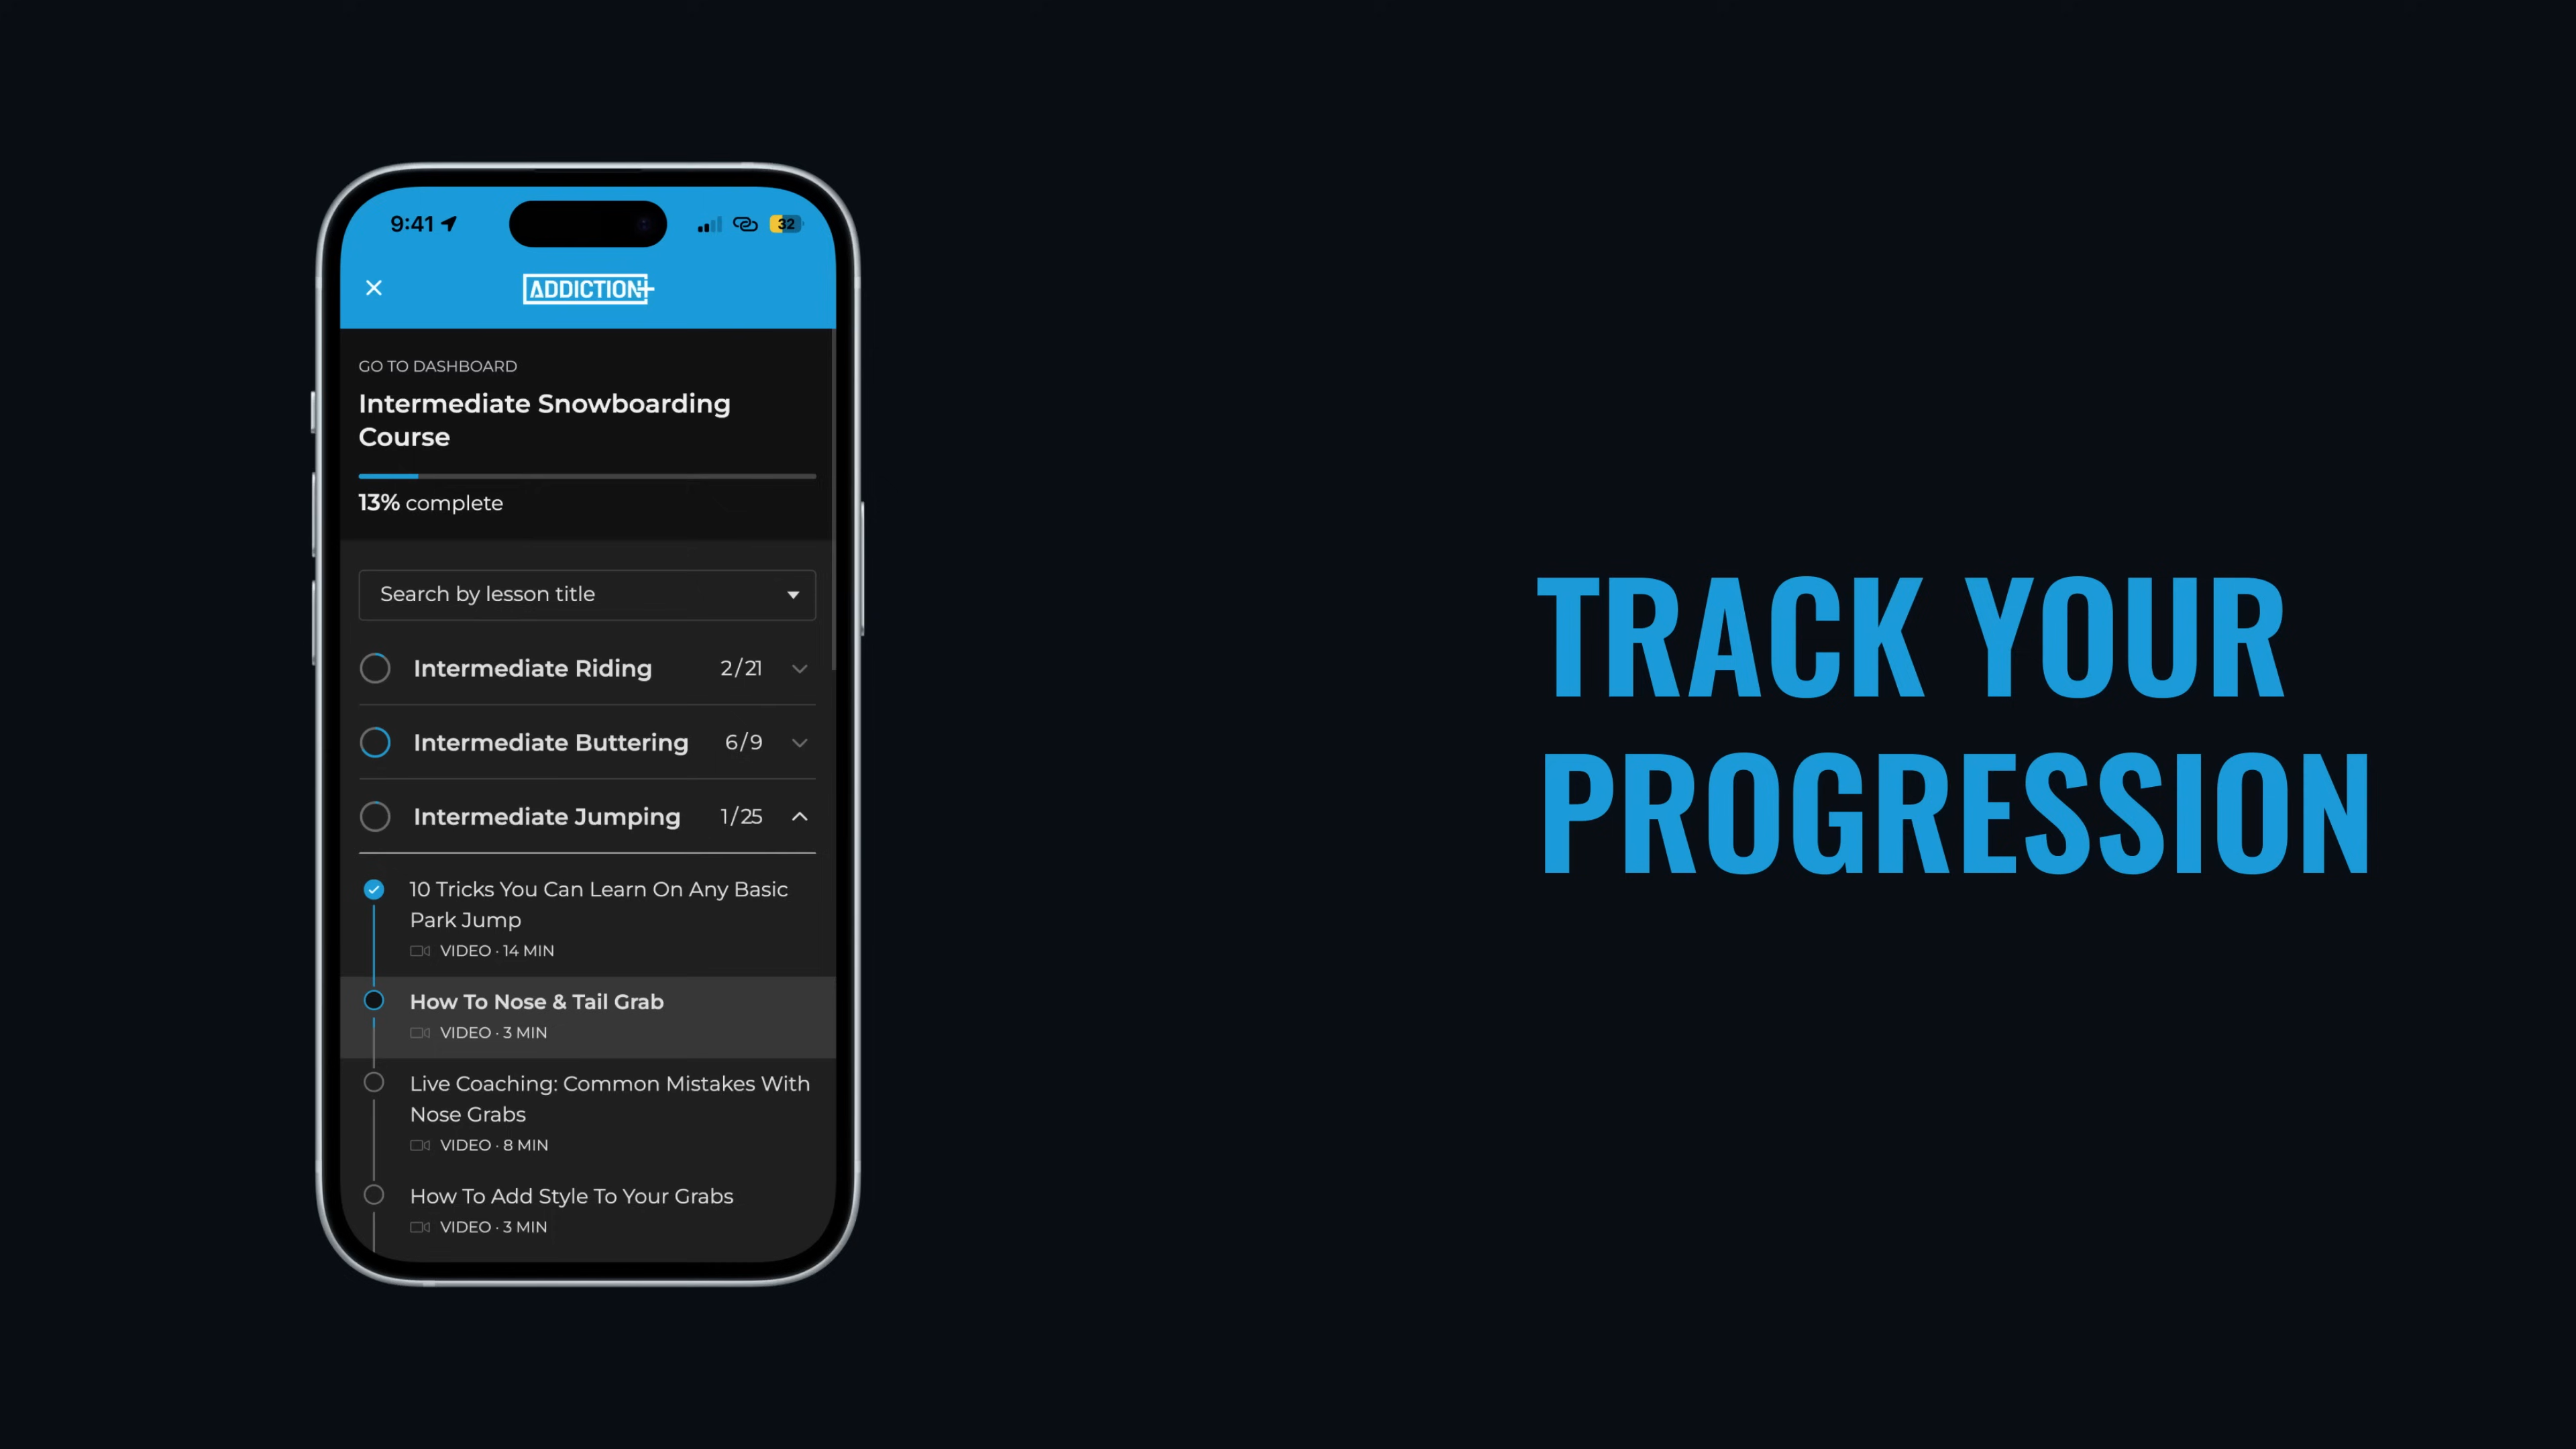 9:41
32
ADDICTION+
GO TO DASHBOARD
Intermediate Snowboarding
Course
13% complete
Search by lesson title
Intermediate Riding 2/21
Intermediate Buttering 6/9
Intermediate Jumping 1/25
10 Tricks You Can Learn On Any Basic
Park Jump
VIDEO · 14 MIN
How To Nose & Tail Grab
VIDEO · 3 MIN
Live Coaching: Common Mistakes With
Nose Grabs
VIDEO · 8 MIN
How To Add Style To Your Grabs
VIDEO · 3 MIN
TRACK YOUR
PROGRESSION